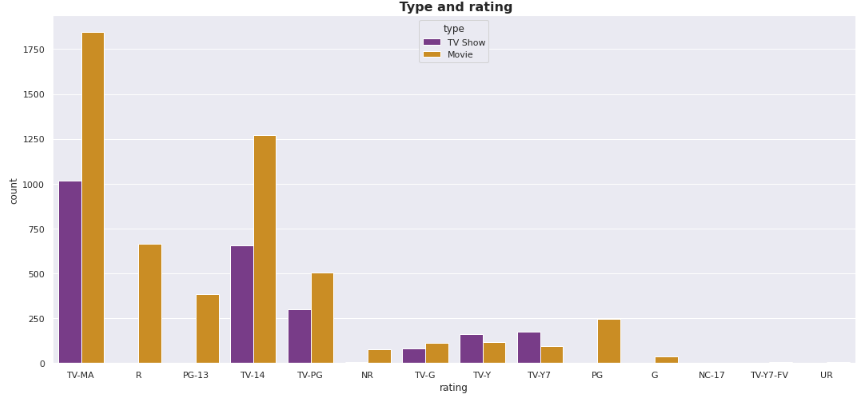 Type and rating
type
TV Show
Movie
1750
1500
1250
1000
750
500
250
0
count
TV-MA R PG-13 TV-14 TV-PG NR TV-G TV-Y TV-Y7 PG G NC-17 TV-Y7-FV UR
rating